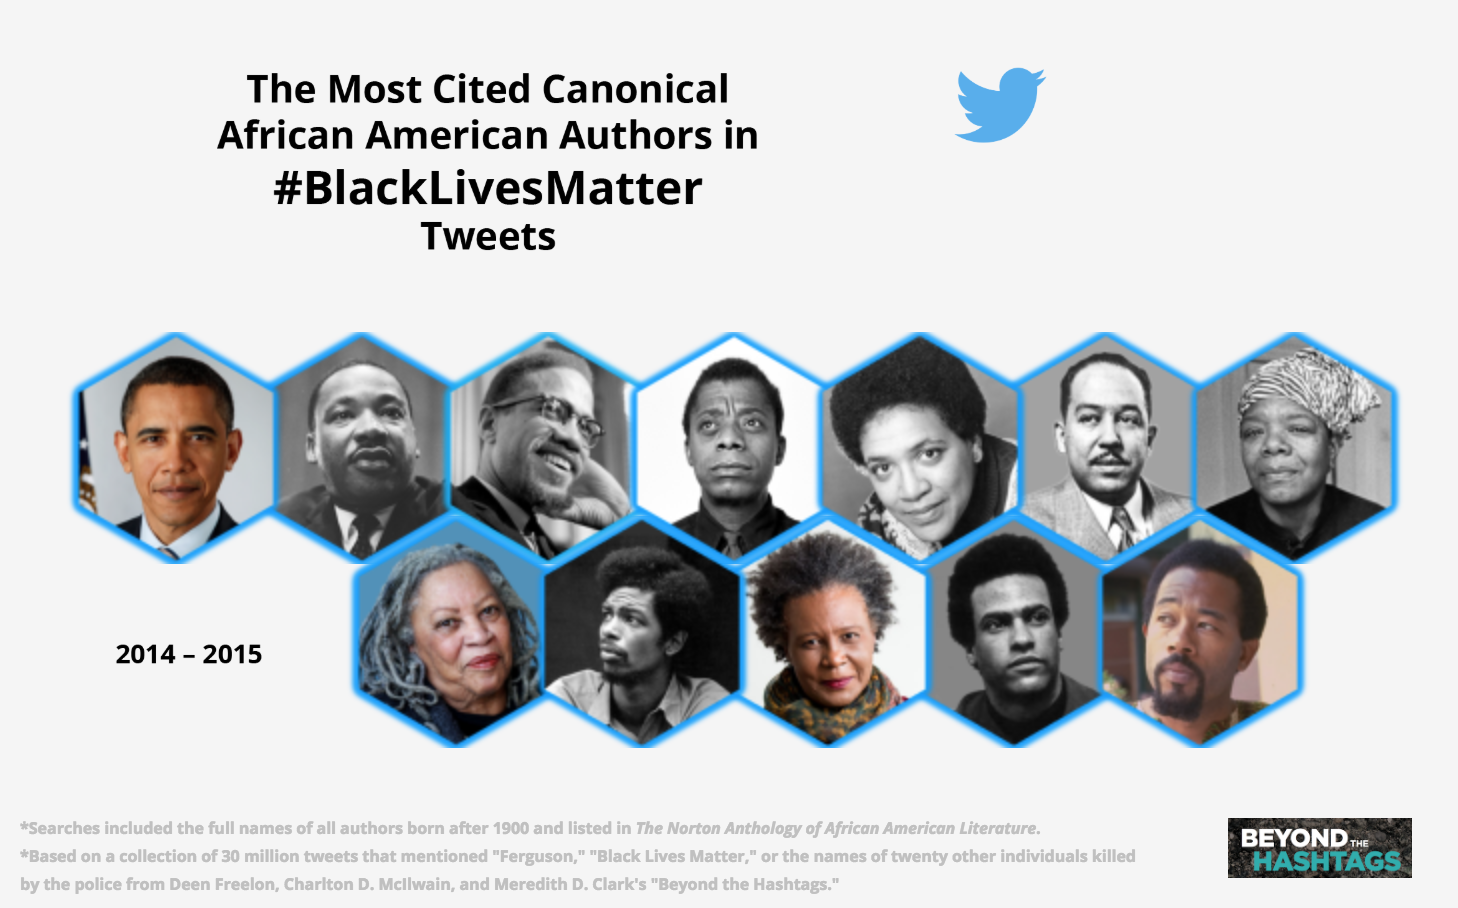 The Most Cited Canonical
African American Authors in
#BlackLivesMatter
Tweets
2014 – 2015
*Searches included the full names of all authors born after 1900 and listed in The Norton Anthology of African American Literature.
*Based on a collection of 30 million tweets that mentioned "Ferguson," "Black Lives Matter," or the names of twenty other individuals killed
by the police from Deen Freelon, Charlton D. McIlwain, and Meredith D. Clark's "Beyond the Hashtags."
BEYOND THE
HASHTAGS